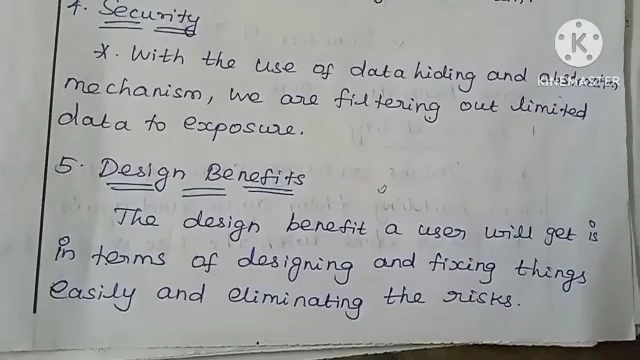 4. Security
*. With the use of data hiding and
mechanism, we are filtering out limited
data to exposure.
5. Design Benefits
The design benefit a user will get is
in terms of designing and fixing things
easily and eliminating the risks.
KINEMASTER